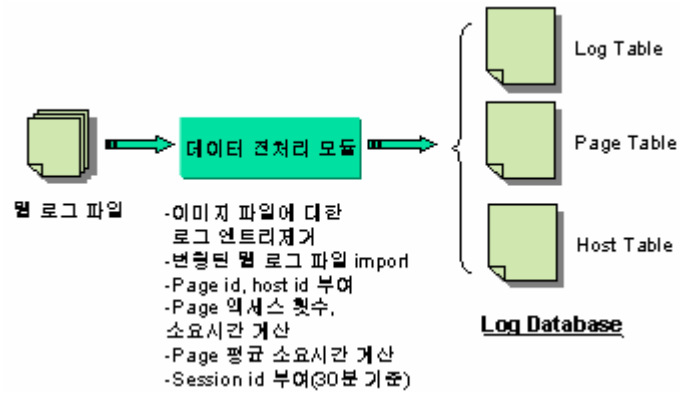 웹 로그 파일
데이터 전처리 모듈
-이미지 파일에 대한
로그 엔트리제거
-변형된 웹 로그 파일 import
-Page id, host id 부여
-Page 액세스 횟수,
소요시간 계산
-Page 평균 소요시간 계산
-Session id 부여(30분 기준)
Log Table
Page Table
Host Table
Log Database